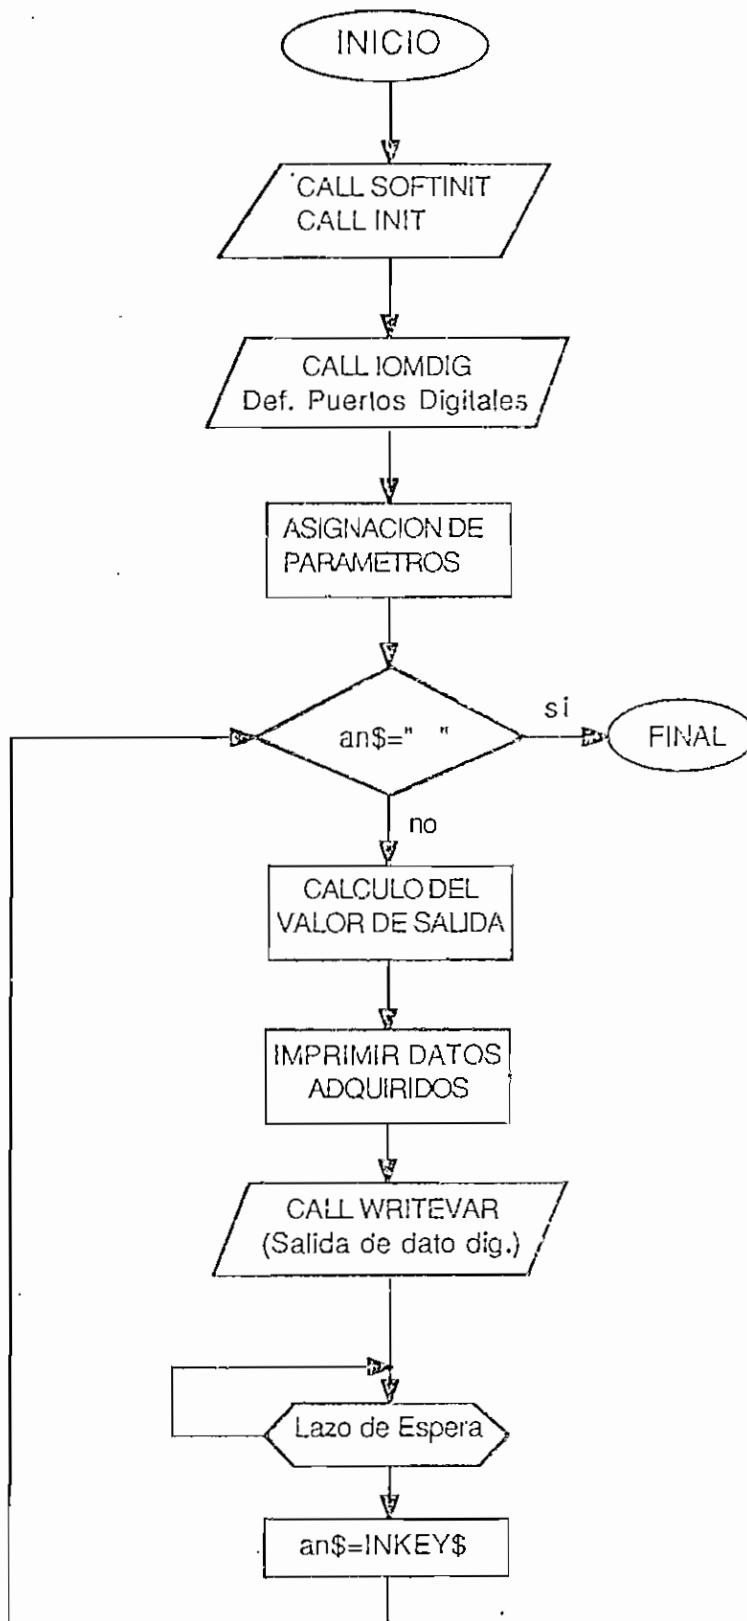 INICIO
CALL SOFTINIT
CALL INIT
CALL IOMDIG
Def. Puertos Digitales
ASIGNACION DE
PARAMETROS
an$="  "
si
FINAL
no
CALCULO DEL
VALOR DE SALIDA
IMPRIMIR DATOS
ADQUIRIDOS
CALL WRITEVAR
(Salida de dato dig.)
Lazo de Espera
an$=INKEY$